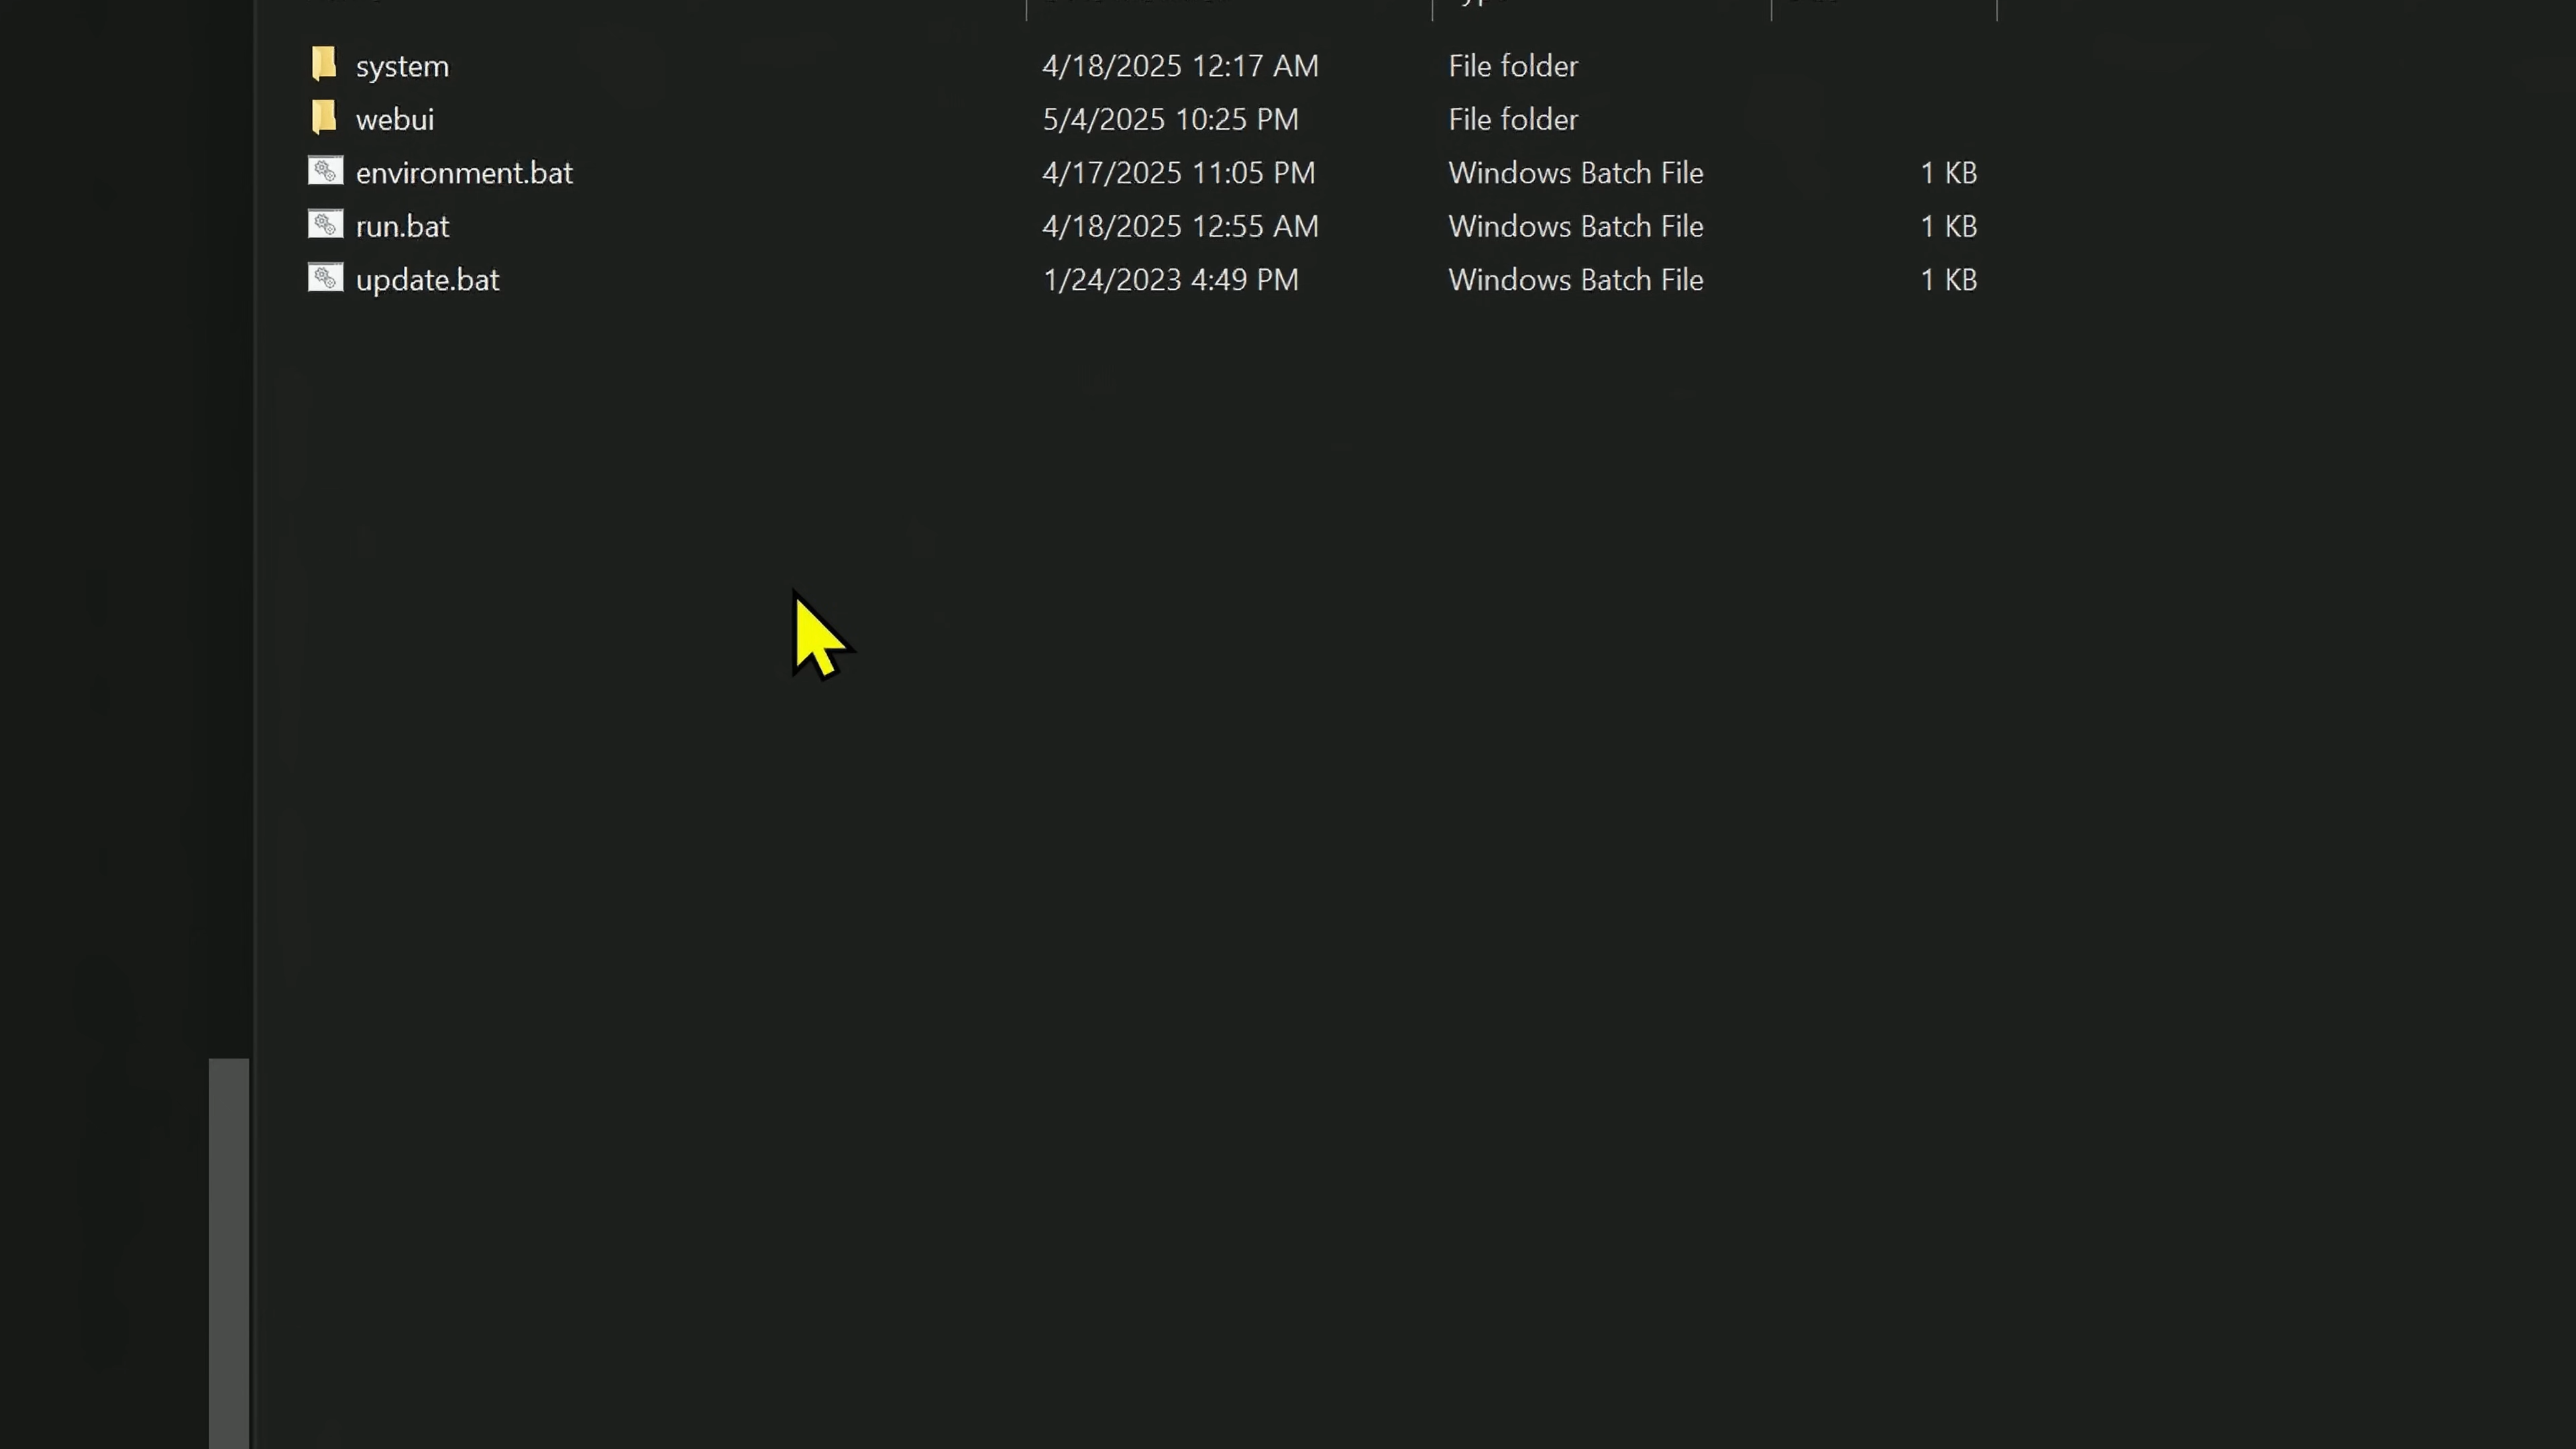 system 4/18/2025 12:17 AM File folder
webui 5/4/2025 10:25 PM File folder
environment.bat 4/17/2025 11:05 PM Windows Batch File 1 KB
run.bat 4/18/2025 12:55 AM Windows Batch File 1 KB
update.bat 1/24/2023 4:49 PM Windows Batch File 1 KB